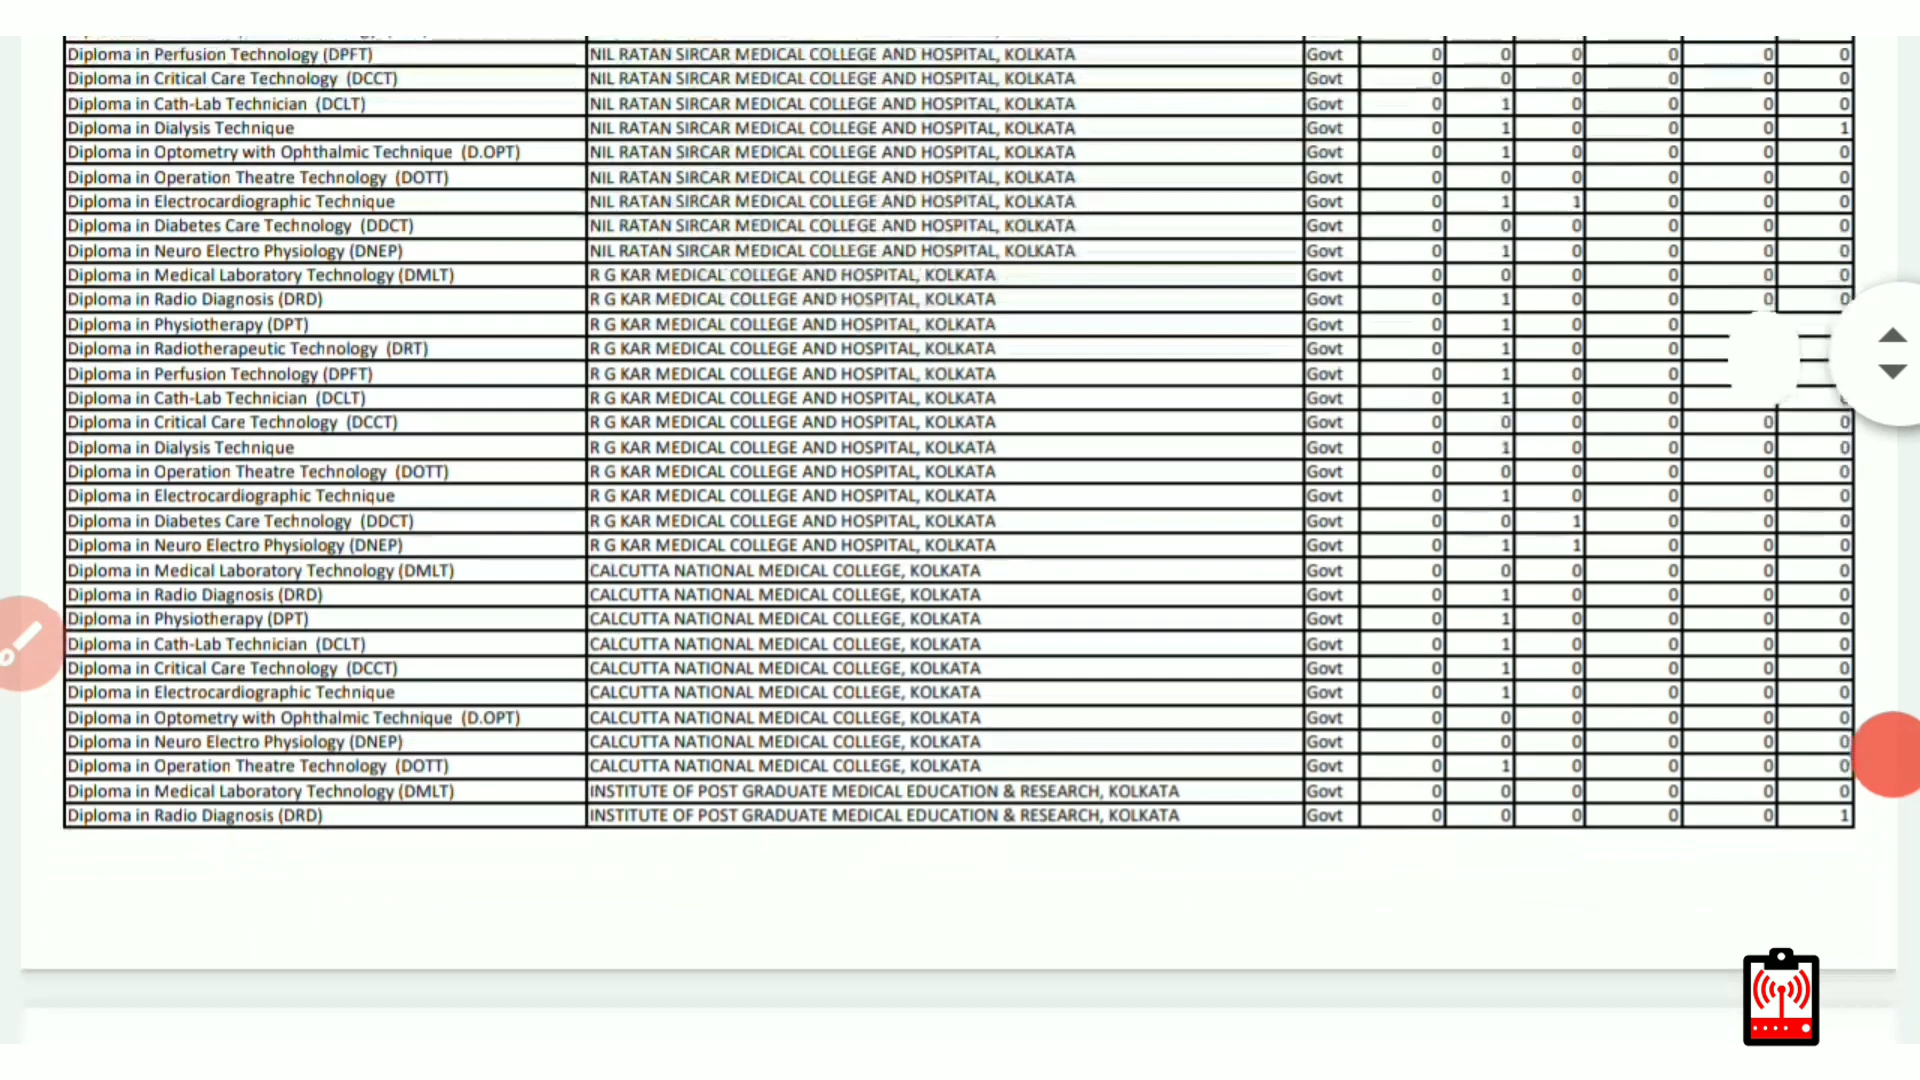 Diploma in Perfusion Technology (DPFT) NIL RATAN SIRCAR MEDICAL COLLEGE AND HOSPITAL, KOLKATA Govt 0 0 0 0 0 0
Diploma in Critical Care Technology (DCCT) NIL RATAN SIRCAR MEDICAL COLLEGE AND HOSPITAL, KOLKATA Govt 0 0 0 0 0 0
Diploma in Cath-Lab Technician (DCLT) NIL RATAN SIRCAR MEDICAL COLLEGE AND HOSPITAL, KOLKATA Govt 0 1 0 0 0 0
Diploma in Dialysis Technique NIL RATAN SIRCAR MEDICAL COLLEGE AND HOSPITAL, KOLKATA Govt 0 1 0 0 0 1
Diploma in Optometry with Ophthalmic Technique (D.OPT) NIL RATAN SIRCAR MEDICAL COLLEGE AND HOSPITAL, KOLKATA Govt 0 1 0 0 0 0
Diploma in Operation Theatre Technology (DOTT) NIL RATAN SIRCAR MEDICAL COLLEGE AND HOSPITAL, KOLKATA Govt 0 0 0 0 0 0
Diploma in Electrocardiographic Technique NIL RATAN SIRCAR MEDICAL COLLEGE AND HOSPITAL, KOLKATA Govt 0 1 1 0 0 0
Diploma in Diabetes Care Technology (DDCT) NIL RATAN SIRCAR MEDICAL COLLEGE AND HOSPITAL, KOLKATA Govt 0 0 0 0 0 0
Diploma in Neuro Electro Physiology (DNEP) NIL RATAN SIRCAR MEDICAL COLLEGE AND HOSPITAL, KOLKATA Govt 0 1 0 0 0 0
Diploma in Medical Laboratory Technology (DMLT) R G KAR MEDICAL COLLEGE AND HOSPITAL, KOLKATA Govt 0 0 0 0 0 0
Diploma in Radio Diagnosis (DRD) R G KAR MEDICAL COLLEGE AND HOSPITAL, KOLKATA Govt 0 1 0 0 0 0
Diploma in Physiotherapy (DPT) R G KAR MEDICAL COLLEGE AND HOSPITAL, KOLKATA Govt 0 1 0 0
Diploma in Radiotherapeutic Technology (DRT) R G KAR MEDICAL COLLEGE AND HOSPITAL, KOLKATA Govt 0 1 0 0
Diploma in Perfusion Technology (DPFT) R G KAR MEDICAL COLLEGE AND HOSPITAL, KOLKATA Govt 0 1 0 0
Diploma in Cath-Lab Technician (DCLT) R G KAR MEDICAL COLLEGE AND HOSPITAL, KOLKATA Govt 0 1 0 0
Diploma in Critical Care Technology (DCCT) R G KAR MEDICAL COLLEGE AND HOSPITAL, KOLKATA Govt 0 0 0 0 0 0
Diploma in Dialysis Technique R G KAR MEDICAL COLLEGE AND HOSPITAL, KOLKATA Govt 0 1 0 0 0 0
Diploma in Operation Theatre Technology (DOTT) R G KAR MEDICAL COLLEGE AND HOSPITAL, KOLKATA Govt 0 0 0 0 0 0
Diploma in Electrocardiographic Technique R G KAR MEDICAL COLLEGE AND HOSPITAL, KOLKATA Govt 0 1 0 0 0 0
Diploma in Diabetes Care Technology (DDCT) R G KAR MEDICAL COLLEGE AND HOSPITAL, KOLKATA Govt 0 0 1 0 0 0
Diploma in Neuro Electro Physiology (DNEP) R G KAR MEDICAL COLLEGE AND HOSPITAL, KOLKATA Govt 0 1 1 0 0 0
Diploma in Medical Laboratory Technology (DMLT) CALCUTTA NATIONAL MEDICAL COLLEGE, KOLKATA Govt 0 0 0 0 0 0
Diploma in Radio Diagnosis (DRD) CALCUTTA NATIONAL MEDICAL COLLEGE, KOLKATA Govt 0 1 0 0 0 0
Diploma in Physiotherapy (DPT) CALCUTTA NATIONAL MEDICAL COLLEGE, KOLKATA Govt 0 1 0 0 0 0
Diploma in Cath-Lab Technician (DCLT) CALCUTTA NATIONAL MEDICAL COLLEGE, KOLKATA Govt 0 1 0 0 0 0
Diploma in Critical Care Technology (DCCT) CALCUTTA NATIONAL MEDICAL COLLEGE, KOLKATA Govt 0 1 0 0 0 0
Diploma in Electrocardiographic Technique CALCUTTA NATIONAL MEDICAL COLLEGE, KOLKATA Govt 0 1 0 0 0 0
Diploma in Optometry with Ophthalmic Technique (D.OPT) CALCUTTA NATIONAL MEDICAL COLLEGE, KOLKATA Govt 0 0 0 0 0 0
Diploma in Neuro Electro Physiology (DNEP) CALCUTTA NATIONAL MEDICAL COLLEGE, KOLKATA Govt 0 0 0 0 0 0
Diploma in Operation Theatre Technology (DOTT) CALCUTTA NATIONAL MEDICAL COLLEGE, KOLKATA Govt 0 1 0 0 0 0
Diploma in Medical Laboratory Technology (DMLT) INSTITUTE OF POST GRADUATE MEDICAL EDUCATION & RESEARCH, KOLKATA Govt 0 0 0 0 0 0
Diploma in Radio Diagnosis (DRD) INSTITUTE OF POST GRADUATE MEDICAL EDUCATION & RESEARCH, KOLKATA Govt 0 0 0 0 0 1